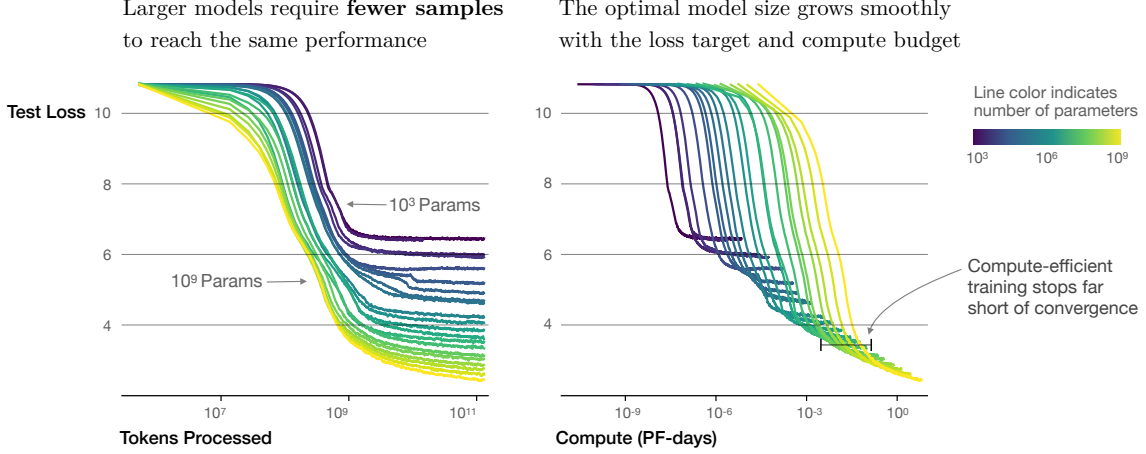 Larger models require fewer samples
to reach the same performance
The optimal model size grows smoothly
with the loss target and compute budget
Test Loss
10
8
6
4
10³ Params
10⁹ Params
10⁷
10⁹
10¹¹
Tokens Processed
10
8
6
4
10⁻⁹
10⁻⁶
10⁻³
10⁰
Compute (PF-days)
Line color indicates
number of parameters
10³
10⁶
10⁹
Compute-efficient
training stops far
short of convergence